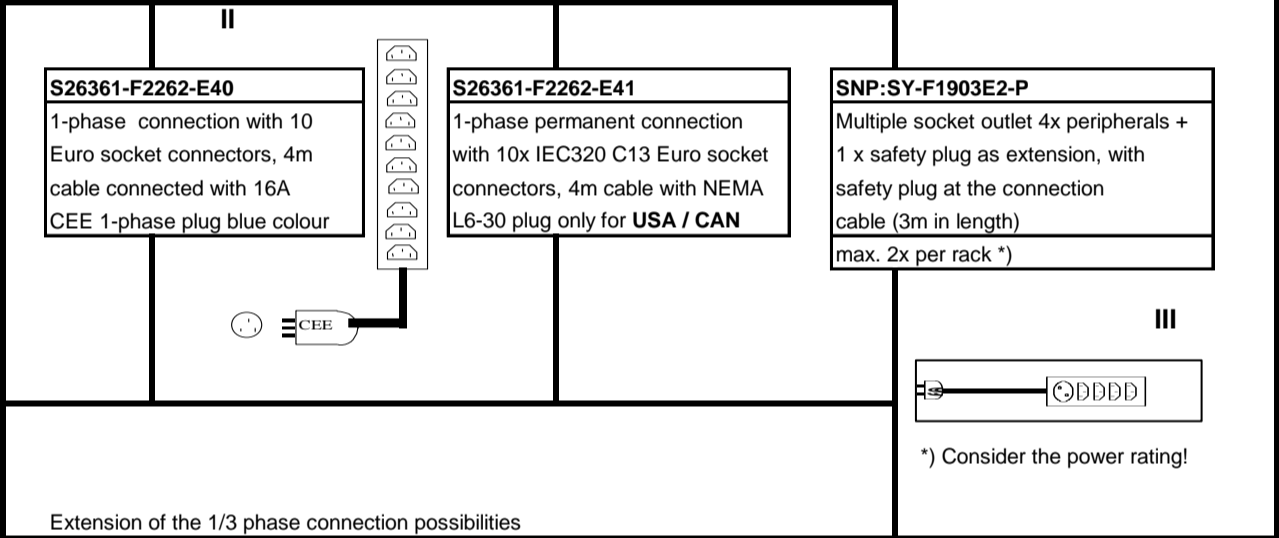 II
S26361-F2262-E40
1-phase connection with 10
Euro socket connectors, 4m
cable connected with 16A
CEE 1-phase plug blue colour
CEE
S26361-F2262-E41
1-phase permanent connection
with 10x IEC320 C13 Euro socket
connectors, 4m cable with NEMA
L6-30 plug only for USA / CAN
SNP:SY-F1903E2-P
Multiple socket outlet 4x peripherals +
1 x safety plug as extension, with
safety plug at the connection
cable (3m in length)
max. 2x per rack *)
III
*) Consider the power rating!
Extension of the 1/3 phase connection possibilities